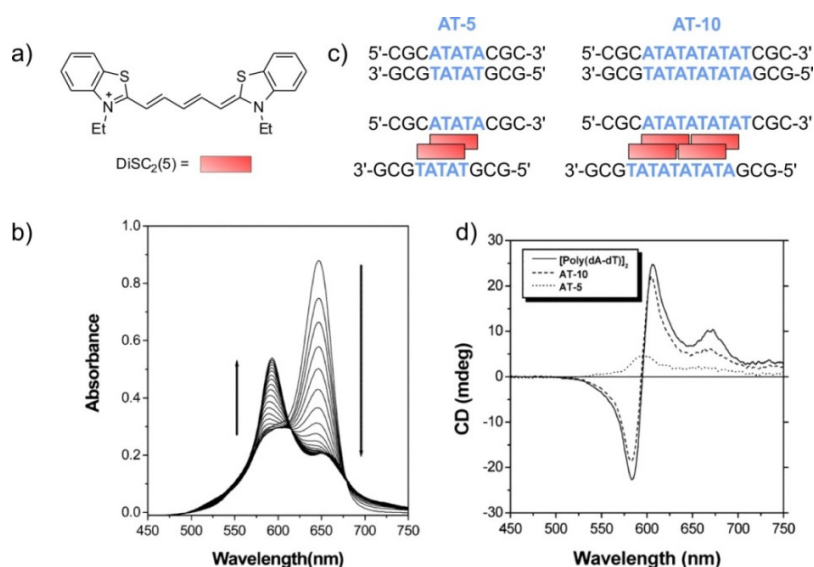 a)
S
S
N
+
N
Et
Et
DiSC₂(5) =
c)
AT-5
AT-10
5'-CGCATATACGC-3'
5'-CGCATATATATATCGC-3'
3'-GCGTATATGCG-5'
3'-GCGTATATATATAGCG-5'
5'-CGCATATACGC-3'
5'-CGCATATATATATCGC-3'
3'-GCGTATATGCG-5'
3'-GCGTATATATATAGCG-5'
b)
1.0
0.8
0.6
0.4
0.2
0.0
Absorbance
450 500 550 600 650 700 750
Wavelength(nm)
d)
30
20
10
0
-10
-20
-30
CD (mdeg)
[Poly(dA-dT)]₂
AT-10
AT-5
450 500 550 600 650 700 750
Wavelength (nm)